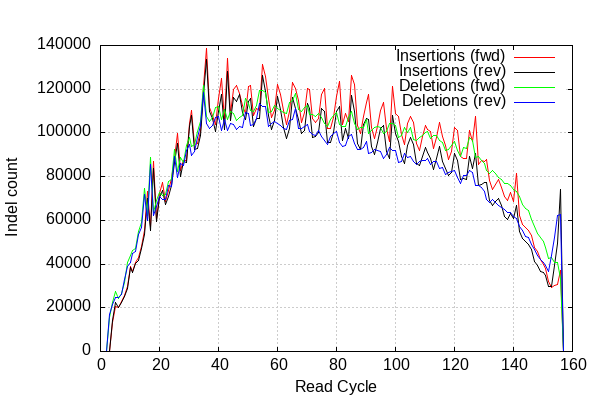 140000
120000
100000
80000
60000
40000
20000
0
Indel count
Insertions (fwd)
Insertions (rev)
Deletions (fwd)
Deletions (rev)
0 20 40 60 80 100 120 140 160
Read Cycle